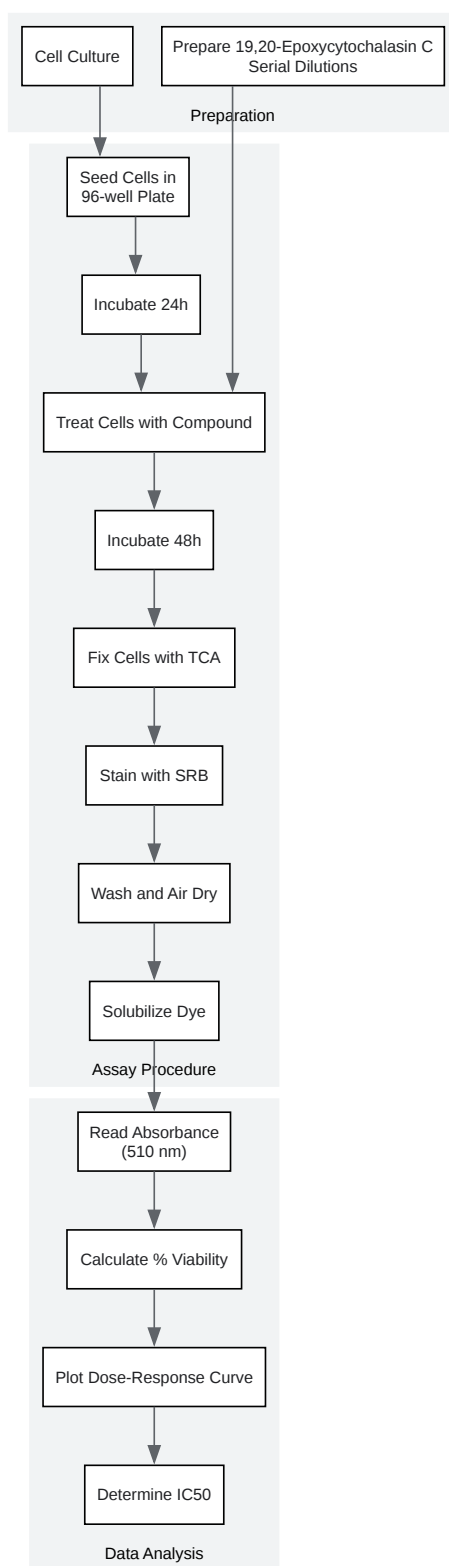 Cell Culture
Prepare 19,20-Epoxycytochalasin C
Serial Dilutions
Preparation
Seed Cells in
96-well Plate
Incubate 24h
Treat Cells with Compound
Incubate 48h
Fix Cells with TCA
Stain with SRB
Wash and Air Dry
Solubilize Dye
Assay Procedure
Read Absorbance
(510 nm)
Calculate % Viability
Plot Dose-Response Curve
Determine IC50
Data Analysis